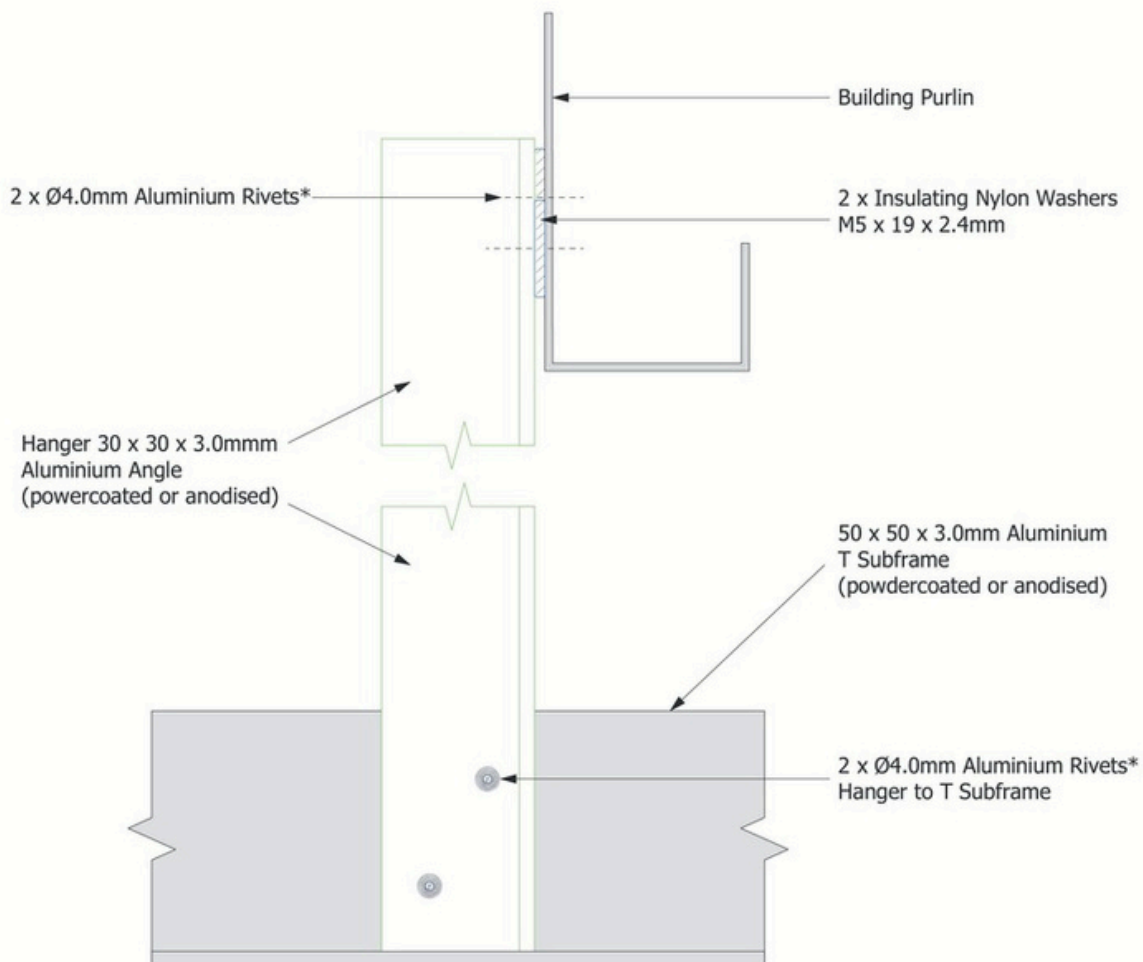 Building Purlin
2 x Ø4.0mm Aluminium Rivets*
2 x Insulating Nylon Washers
M5 x 19 x 2.4mm
Hanger 30 x 30 x 3.0mmm
Aluminium Angle
(powercoated or anodised)
50 x 50 x 3.0mm Aluminium
T Subframe
(powdercoated or anodised)
2 x Ø4.0mm Aluminium Rivets*
Hanger to T Subframe